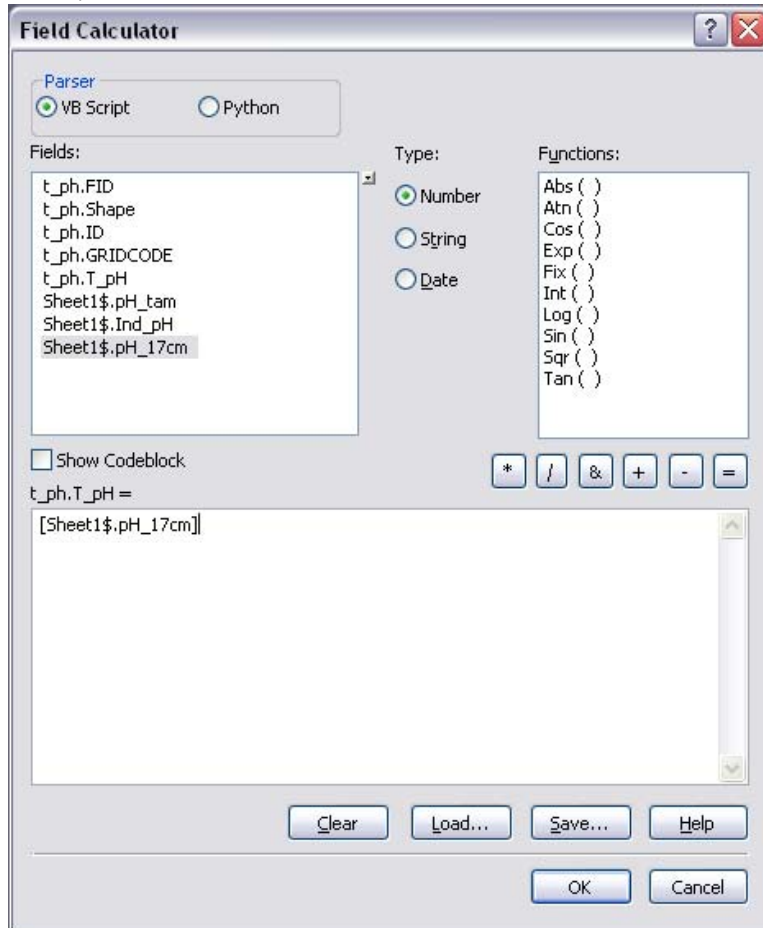 Field Calculator
Parser
VB Script Python
Fields:
t_ph.FID
t_ph.Shape
t_ph.ID
t_ph.GRIDCODE
t_ph.T_pH
Sheet1$.pH_tam
Sheet1$.Ind_pH
Sheet1$.pH_17cm
Type:
Number
String
Date
Functions:
Abs ( )
Atn ( )
Cos ( )
Exp ( )
Fix ( )
Int ( )
Log ( )
Sin ( )
Sqr ( )
Tan ( )
Show Codeblock
* / & + - =
t_ph.T_pH =
[Sheet1$.pH_17cm]
Clear Load... Save... Help
OK Cancel